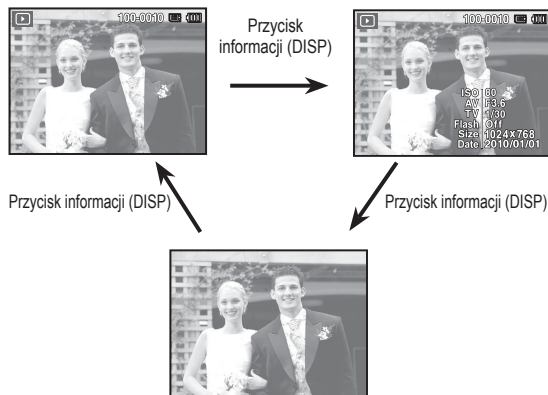 100-0010
Przycisk
informacji (DISP)
100-0010
ISO 80
AV F3.6
TV 1/30
Flash Off
Size 1024X768
Date 2010/01/01
Przycisk informacji (DISP)
Przycisk informacji (DISP)